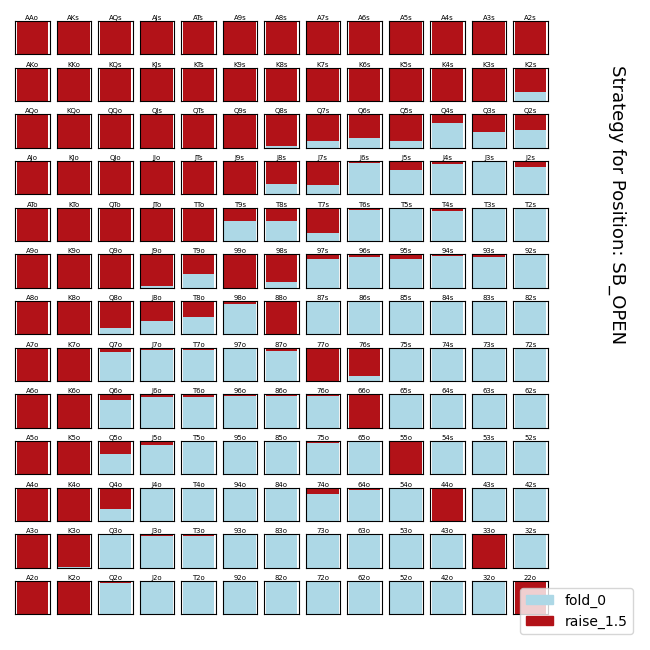 AAo AKs AQs AJs ATs A9s A8s A7s A6s A5s A4s A3s A2s
AKo KKo KQs KJs KTs K9s K8s K7s K6s K5s K4s K3s K2s
AQo KQo QQo QJs QTs Q9s Q8s Q7s Q6s Q5s Q4s Q3s Q2s
AJo KJo QJo JJo JTs J9s J8s J7s J6s J5s J4s J3s J2s
ATo KTo QTo JTo TTo T9s T8s T7s T6s T5s T4s T3s T2s
A9o K9o Q9o J9o T9o 99o 98s 97s 96s 95s 94s 93s 92s
A8o K8o Q8o J8o T8o 98o 88o 87s 86s 85s 84s 83s 82s
A7o K7o Q7o J7o T7o 97o 87o 77o 76s 75s 74s 73s 72s
A6o K6o Q6o J6o T6o 96o 86o 76o 66o 65s 64s 63s 62s
A5o K5o Q5o J5o T5o 95o 85o 75o 65o 55o 54s 53s 52s
A4o K4o Q4o J4o T4o 94o 84o 74o 64o 54o 44o 43s 42s
A3o K3o Q3o J3o T3o 93o 83o 73o 63o 53o 43o 33o 32s
A2o K2o Q2o J2o T2o 92o 82o 72o 62o 52o 42o 32o 22o
Strategy for Position: SB_OPEN
fold_0
raise_1.5